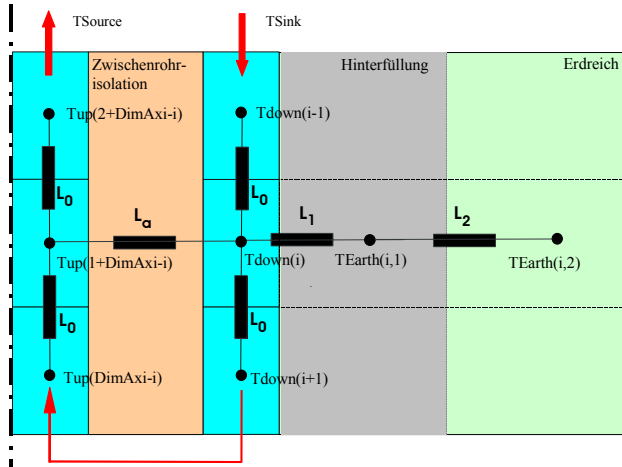 TSource
TSink
Zwischenrohr-
isolation
Hinterfüllung
Erdreich
Tup(2+DimAxi-i)
Tdown(i-1)
L0
L0
La
L1
L2
Tup(1+DimAxi-i)
Tdown(i)
TEarth(i,1)
TEarth(i,2)
L0
L0
Tup(DimAxi-i)
Tdown(i+1)